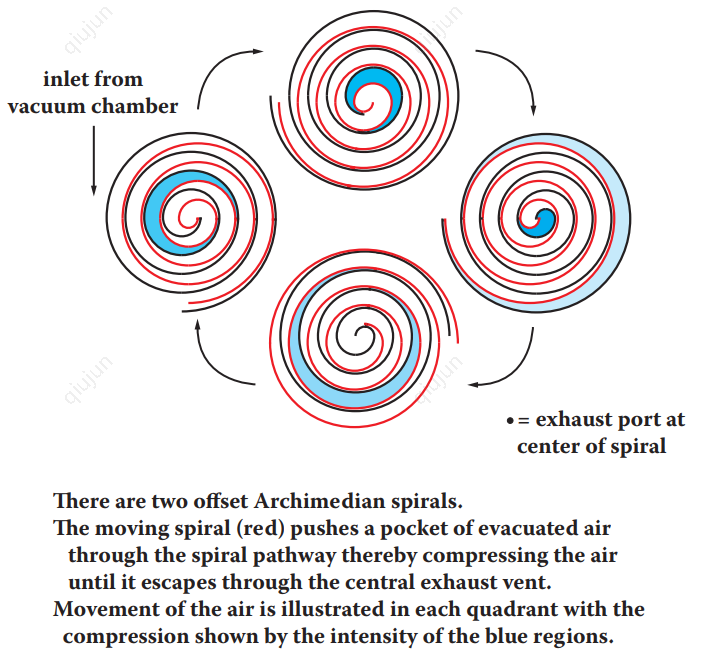 qiujun
qiujun
inlet from
vacuum chamber
qiujun
qiujun
• = exhaust port at
center of spiral
There are two offset Archimedian spirals.
The moving spiral (red) pushes a pocket of evacuated air
through the spiral pathway thereby compressing the air
until it escapes through the central exhaust vent.
Movement of the air is illustrated in each quadrant with the
compression shown by the intensity of the blue regions.